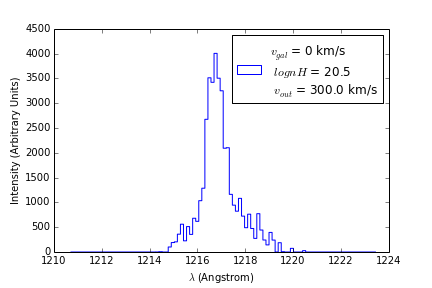 4500
4000
3500
3000
2500
2000
1500
1000
500
0
Intensity (Arbitrary Units)
v_gal = 0 km/s
lognH = 20.5
v_out = 300.0 km/s
1210 1212 1214 1216 1218 1220 1222 1224
λ (Angstrom)